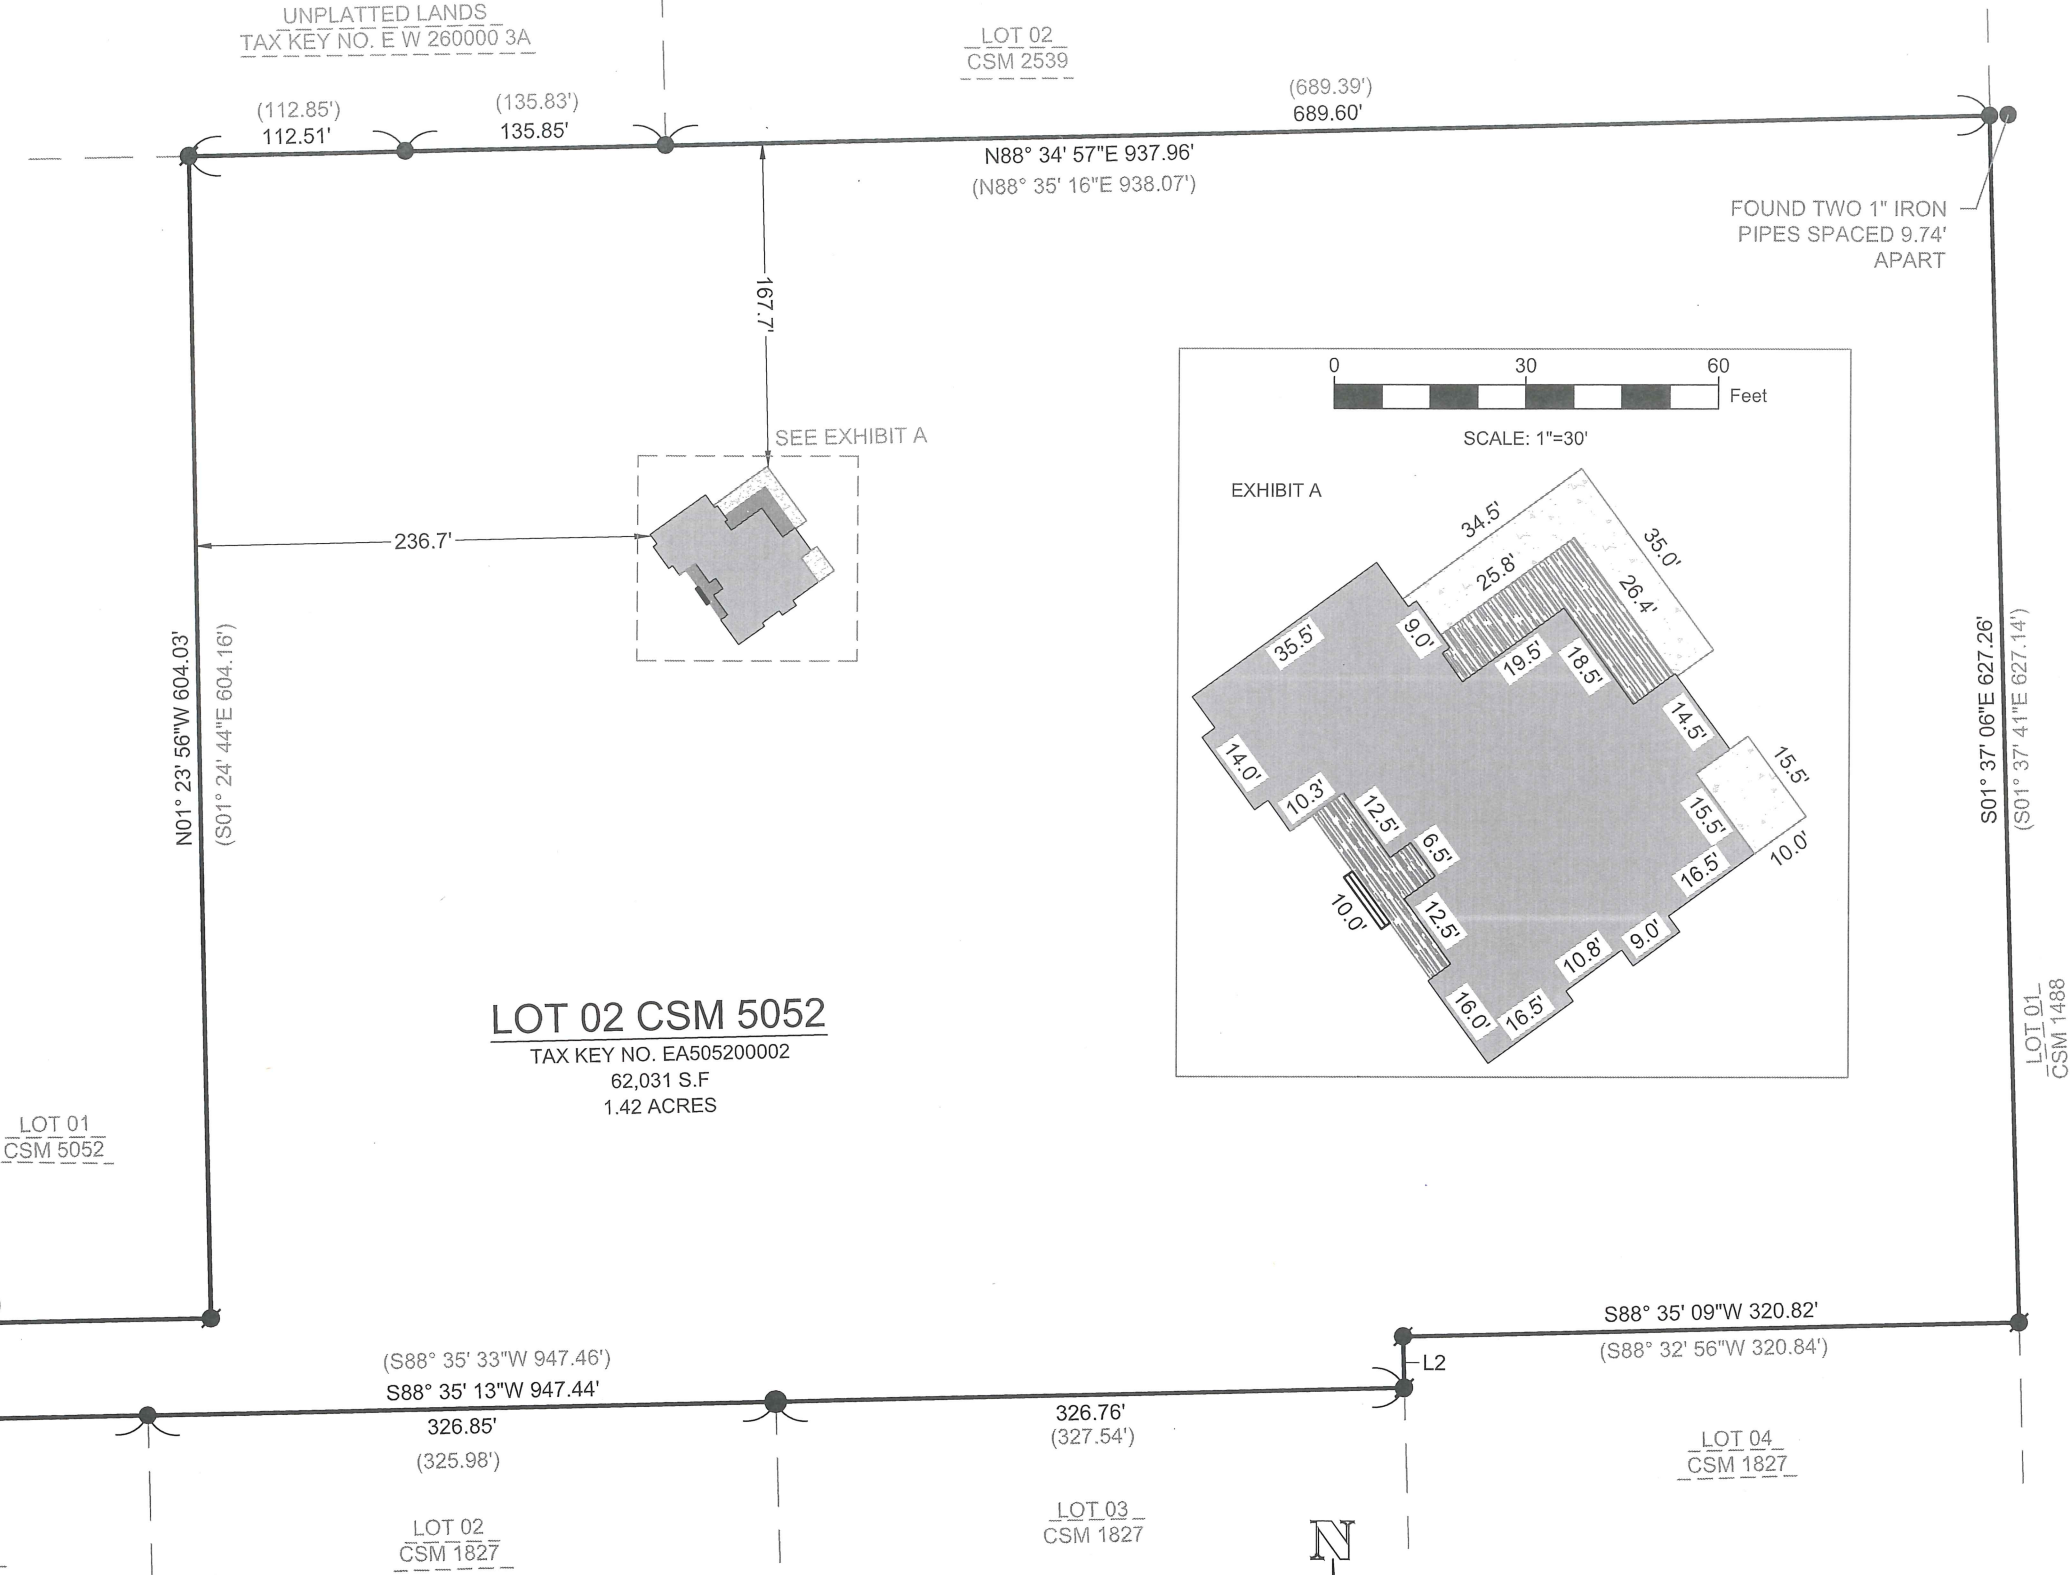 UNPLATTED LANDS
TAX KEY NO. E W 260000 3A
LOT 02
CSM 2539
(112.85')
112.51'
(135.83')
135.85'
(689.39')
689.60'
N88° 34' 57"E 937.96'
(N88° 35' 16"E 938.07')
FOUND TWO 1" IRON
PIPES SPACED 9.74'
APART
167.7'
SEE EXHIBIT A
236.7'
N01° 23' 56"W 604.03'
(S01° 24' 44"E 604.16')
0 30 60
Feet
SCALE: 1"=30'
EXHIBIT A
34.5'
35.0'
25.8'
26.4'
9.0'
35.5'
19.5'
18.5'
14.5'
14.0'
10.3'
12.5'
6.5'
15.5'
15.5'
10.0'
16.5'
10.0'
12.5'
9.0'
10.8'
16.0'
16.5'
S01° 37' 06"E 627.26'
(S01° 37' 41"E 627.14')
LOT 01
CSM 1488
LOT 02 CSM 5052
TAX KEY NO. EA505200002
62,031 S.F
1.42 ACRES
LOT 01
CSM 5052
S88° 35' 09"W 320.82'
(S88° 32' 56"W 320.84')
L2
(S88° 35' 33"W 947.46')
S88° 35' 13"W 947.44'
326.85'
(325.98')
326.76'
(327.54')
LOT 04
CSM 1827
LOT 03
CSM 1827
LOT 02
CSM 1827
N